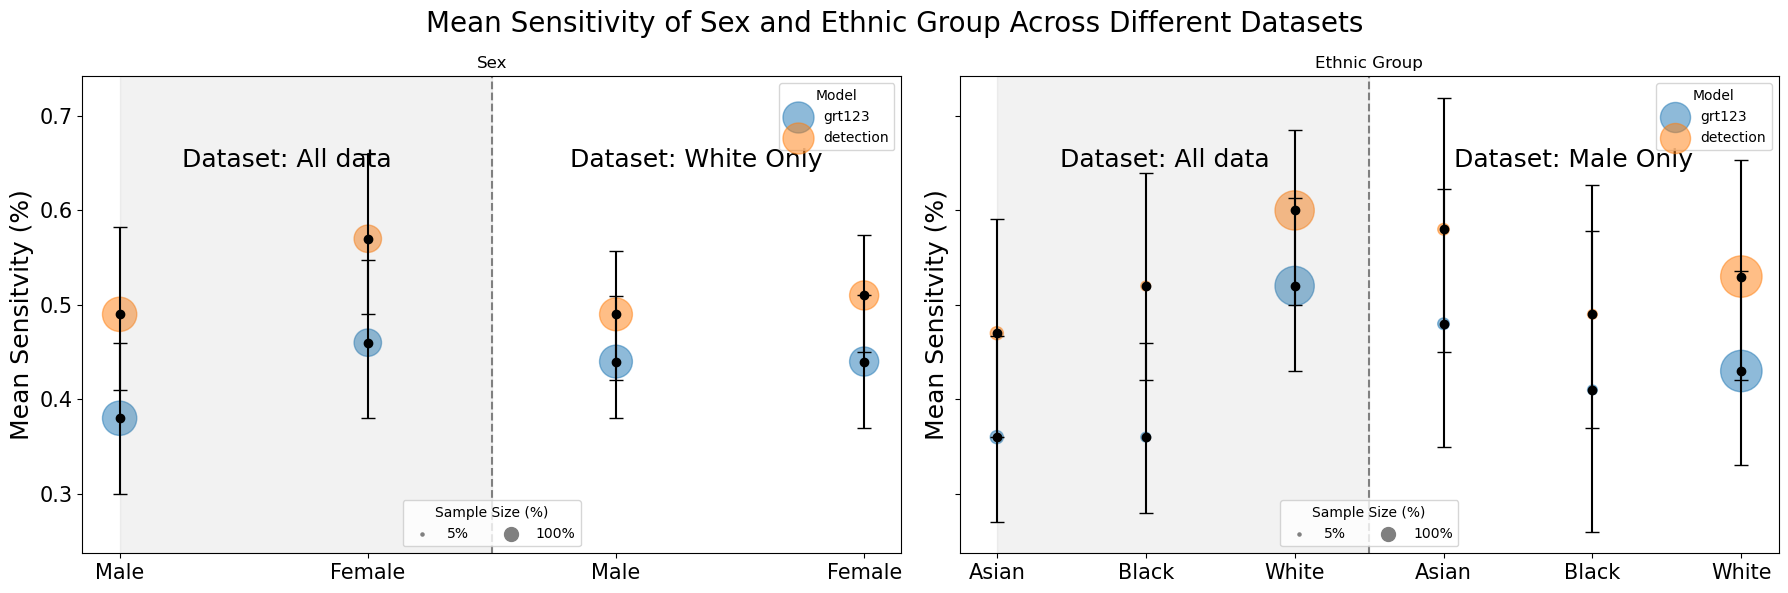 Mean Sensitivity of Sex and Ethnic Group Across Different Datasets
Sex
Mean Sensitvity (%)
0.7
0.6
0.5
0.4
0.3
Dataset: All data
Dataset: White Only
Model
grt123
detection
Sample Size (%)
5%
100%
Male
Female
Male
Female
Ethnic Group
Mean Sensitvity (%)
Dataset: All data
Dataset: Male Only
Model
grt123
detection
Sample Size (%)
5%
100%
Asian
Black
White
Asian
Black
White